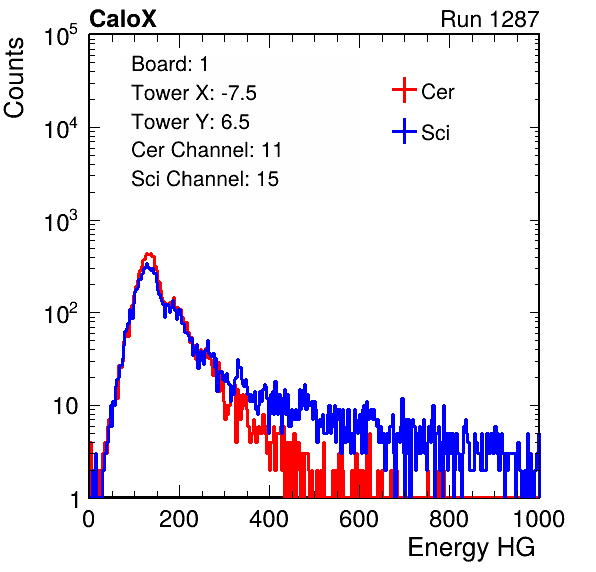 CaloX Run 1287
Counts
10^5
10^4
10^3
10^2
10
1
Board: 1
Tower X: -7.5
Tower Y: 6.5
Cer Channel: 11
Sci Channel: 15
Cer
Sci
0 200 400 600 800 1000
Energy HG